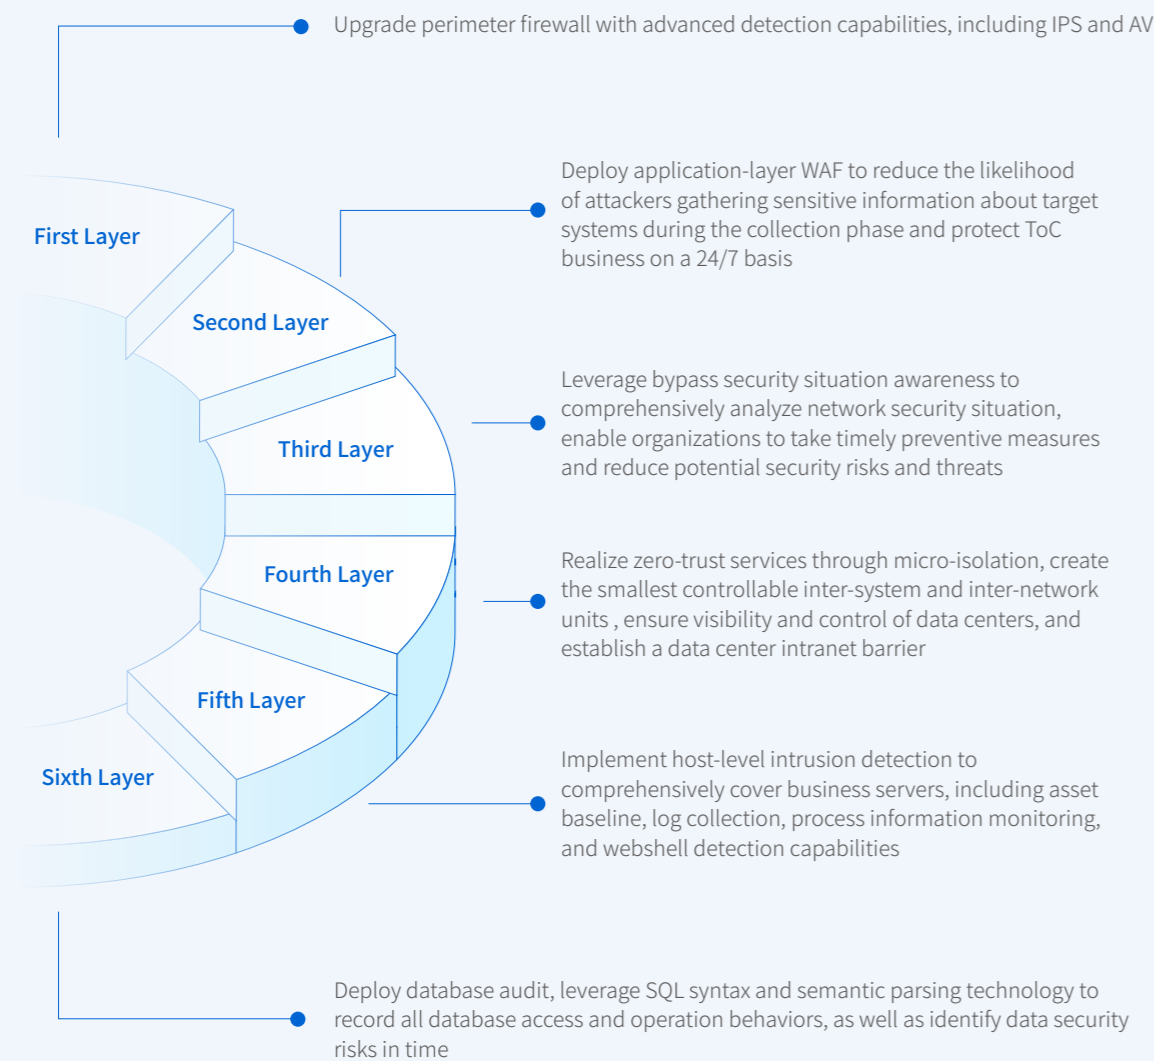 Upgrade perimeter firewall with advanced detection capabilities, including IPS and AV
First Layer
Deploy application-layer WAF to reduce the likelihood
of attackers gathering sensitive information about target
systems during the collection phase and protect ToC
business on a 24/7 basis
Second Layer
Leverage bypass security situation awareness to
comprehensively analyze network security situation,
enable organizations to take timely preventive measures
and reduce potential security risks and threats
Third Layer
Realize zero-trust services through micro-isolation, create
the smallest controllable inter-system and inter-network
units , ensure visibility and control of data centers, and
establish a data center intranet barrier
Fourth Layer
Implement host-level intrusion detection to
comprehensively cover business servers, including asset
baseline, log collection, process information monitoring,
and webshell detection capabilities
Fifth Layer
Sixth Layer
Deploy database audit, leverage SQL syntax and semantic parsing technology to
record all database access and operation behaviors, as well as identify data security
risks in time